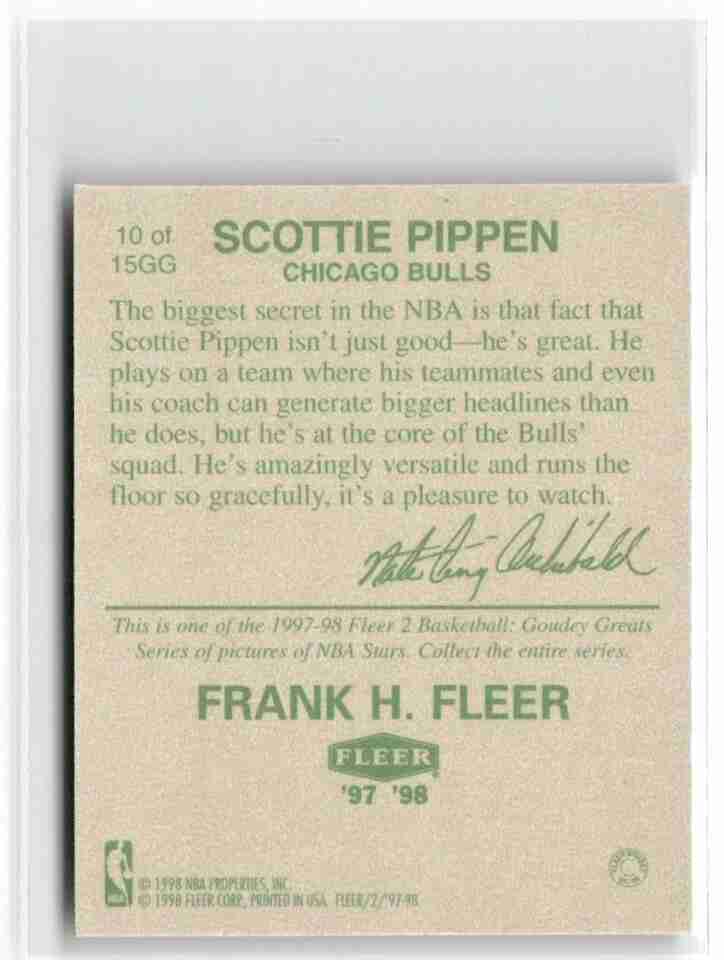 10 of
15GG
SCOTTIE PIPPEN
CHICAGO BULLS
The biggest secret in the NBA is that fact that
Scottie Pippen isn't just good—he's great. He
plays on a team where his teammates and even
his coach can generate bigger headlines than
he does, but he's at the core of the Bulls'
squad. He's amazingly versatile and runs the
floor so gracefully, it's a pleasure to watch.
Nate Tiny Archibald
This is one of the 1997-98 Fleer 2 Basketball: Goudey Greats
Series of pictures of NBA Stars. Collect the entire series.
FRANK H. FLEER
FLEER
'97 '98
© 1998 NBA PROPERTIES, INC.
© 1998 FLEER CORP., PRINTED IN USA FLEER/2/'97-98